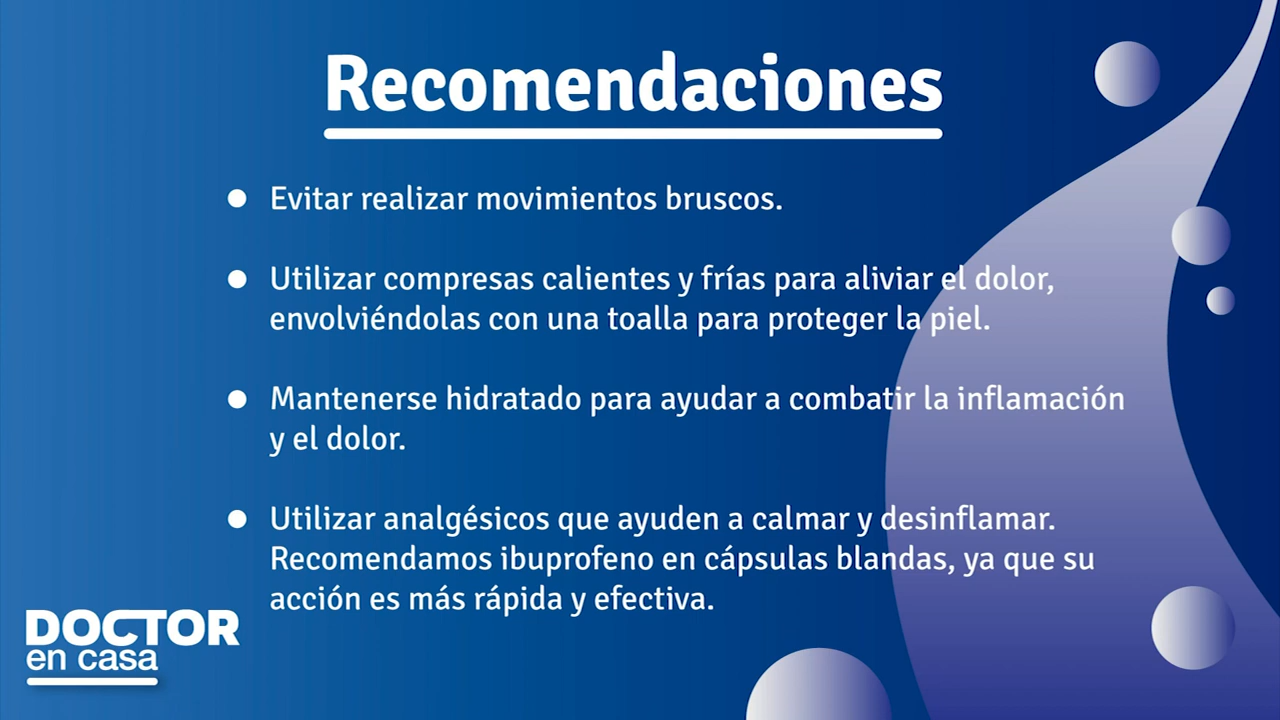 Recomendaciones
Evitar realizar movimientos bruscos.
Utilizar compresas calientes y frías para aliviar el dolor,
envolviéndolas con una toalla para proteger la piel.
Mantenerse hidratado para ayudar a combatir la inflamación
y el dolor.
Utilizar analgésicos que ayuden a calmar y desinflamar.
Recomendamos ibuprofeno en cápsulas blandas, ya que su
acción es más rápida y efectiva.
DOCTOR
en casa